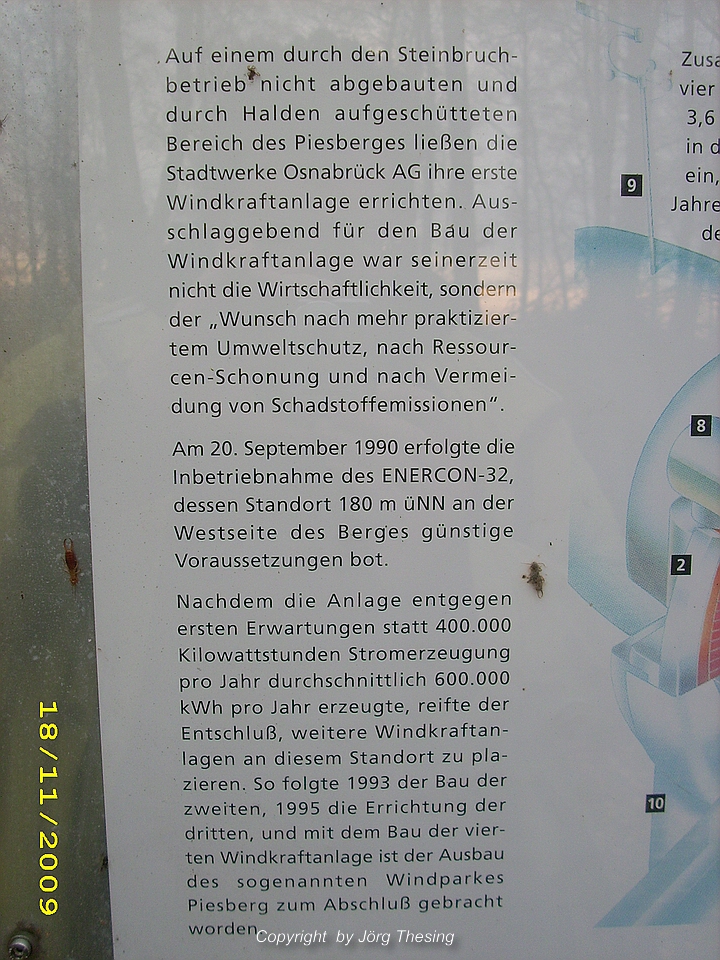 Auf einem durch den Steinbruch-
betrieb nicht abgebauten und
durch Halden aufgeschütteten
Bereich des Piesberges ließen die
Stadtwerke Osnabrück AG ihre erste
Windkraftanlage errichten. Aus-
schlaggebend für den Bau der
Windkraftanlage war seinerzeit
nicht die Wirtschaftlichkeit, sondern
der „Wunsch nach mehr praktizier-
tem Umweltschutz, nach Ressour-
cen-Schonung und nach Vermei-
dung von Schadstoffemissionen“.
Am 20. September 1990 erfolgte die
Inbetriebnahme des ENERCON-32,
dessen Standort 180 m üNN an der
Westseite des Berges günstige
Voraussetzungen bot.
Nachdem die Anlage entgegen
ersten Erwartungen statt 400.000
Kilowattstunden Stromerzeugung
pro Jahr durchschnittlich 600.000
kWh pro Jahr erzeugte, reifte der
Entschluß, weitere Windkraftan-
lagen an diesem Standort zu pla-
zieren. So folgte 1993 der Bau der
zweiten, 1995 die Errichtung der
dritten, und mit dem Bau der vier-
ten Windkraftanlage ist der Ausbau
des sogenannten Windparkes
Piesberg zum Abschluß gebracht
worden
vier
3,6
in
ein,
Jahre
9
8
2
10
18/11/2009
Copyright by Jörg Thesing